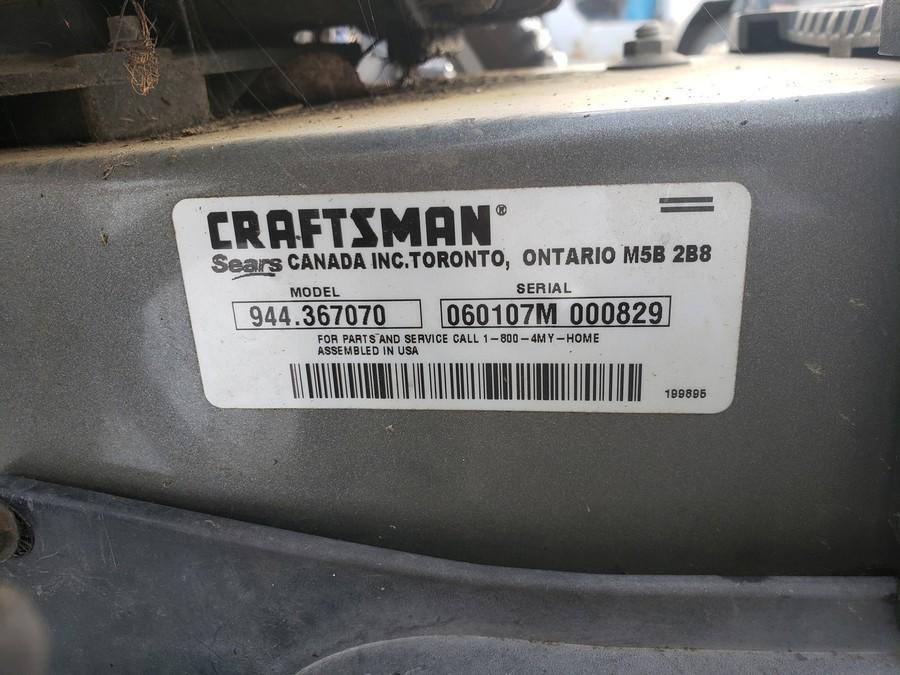 CRAFTSMAN®
Sears CANADA INC.TORONTO, ONTARIO M5B 2B8
MODEL SERIAL
944.367070 060107M 000829
FOR PARTS AND SERVICE CALL 1-800-4MY-HOME
ASSEMBLED IN USA
199895